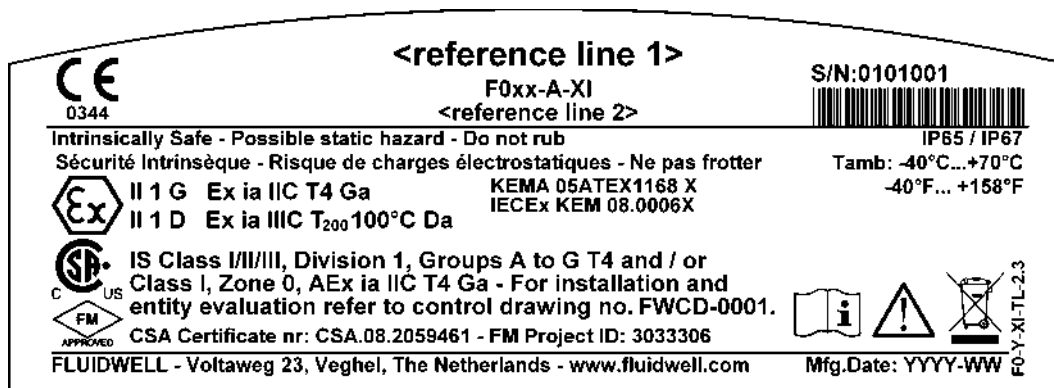 <reference line 1>
F0xx-A-XI
<reference line 2>
CE
0344
S/N:0101001
Intrinsically Safe - Possible static hazard - Do not rub
IP65 / IP67
Sécurité Intrinsèque - Risque de charges électrostatiques - Ne pas frotter
Tamb: -40°C...+70°C
-40°F... +158°F
Ex
II 1 G Ex ia IIC T4 Ga
II 1 D Ex ia IIIC T200100°C Da
KEMA 05ATEX1168 X
IECEx KEM 08.0006X
SA
C US
FM
APPROVED
IS Class I/II/III, Division 1, Groups A to G T4 and / or
Class I, Zone 0, AEx ia IIC T4 Ga - For installation and
entity evaluation refer to control drawing no. FWCD-0001.
CSA Certificate nr: CSA.08.2059461 - FM Project ID: 3033306
i
F0-Y-XI-TL-2.3
FLUIDWELL - Voltaweg 23, Veghel, The Netherlands - www.fluidwell.com
Mfg.Date: YYYY-WW